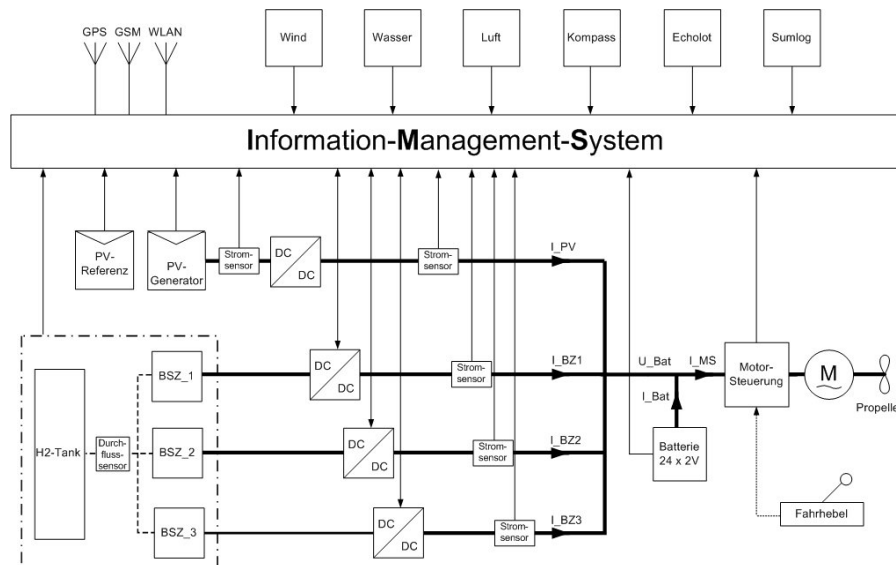 GPS GSM WLAN
Wind
Wasser
Luft
Kompass
Echolot
Sumlog
Information-Management-System
PV-
Referenz
PV-
Generator
Strom-
sensor
DC
DC
Strom-
sensor
I_PV
H2-Tank
Durch-
fluss-
sensor
BSZ_1
DC
DC
Strom-
sensor
I_BZ1
BSZ_2
DC
DC
Strom-
sensor
I_BZ2
BSZ_3
DC
DC
Strom-
sensor
I_BZ3
U_Bat
I_MS
I_Bat
Batterie
24 x 2V
Motor-
Steuerung
M
Propelle
Fahrhebel